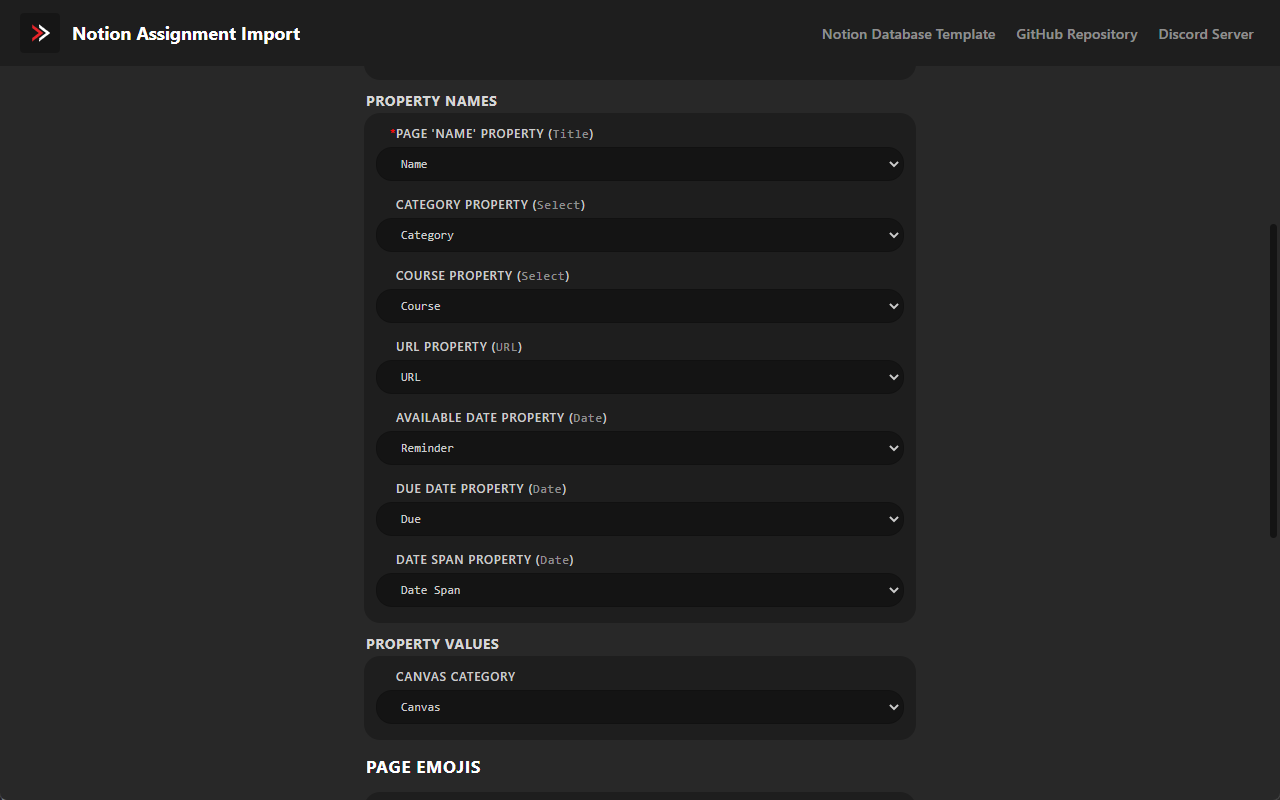 Notion Assignment Import
Notion Database Template GitHub Repository Discord Server
PROPERTY NAMES
*PAGE 'NAME' PROPERTY (Title)
Name
CATEGORY PROPERTY (Select)
Category
COURSE PROPERTY (Select)
Course
URL PROPERTY (URL)
URL
AVAILABLE DATE PROPERTY (Date)
Reminder
DUE DATE PROPERTY (Date)
Due
DATE SPAN PROPERTY (Date)
Date Span
PROPERTY VALUES
CANVAS CATEGORY
Canvas
PAGE EMOJIS